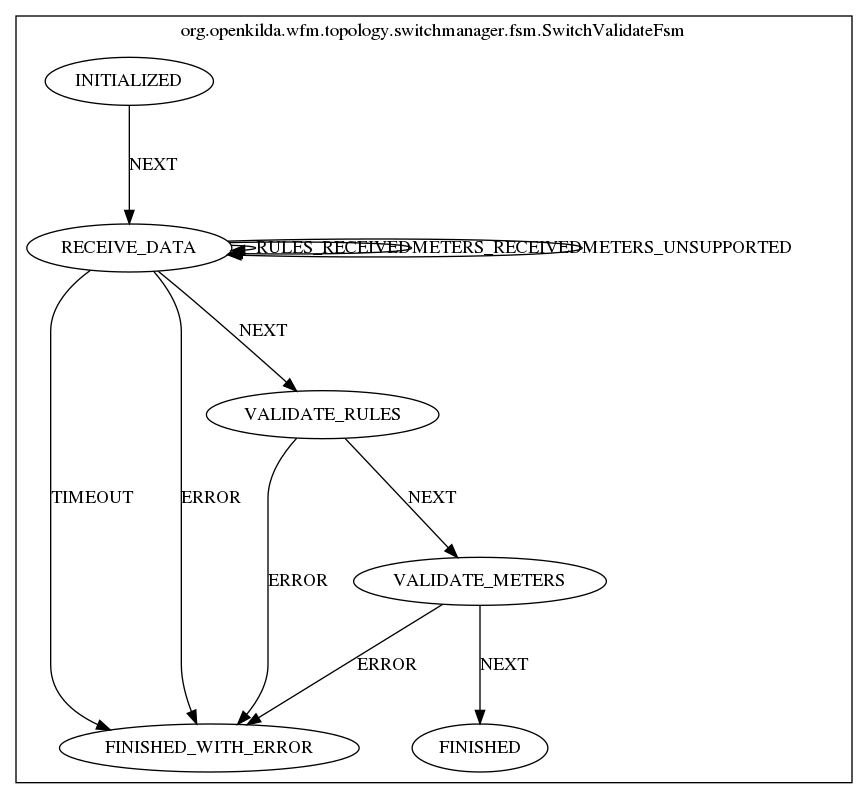 org.openkilda.wfm.topology.switchmanager.fsm.SwitchValidateFsm
INITIALIZED
NEXT
RECEIVE_DATA
RULES_RECEIVED
METERS_RECEIVED
METERS_UNSUPPORTED
NEXT
VALIDATE_RULES
TIMEOUT
ERROR
NEXT
ERROR
VALIDATE_METERS
ERROR
NEXT
FINISHED_WITH_ERROR
FINISHED